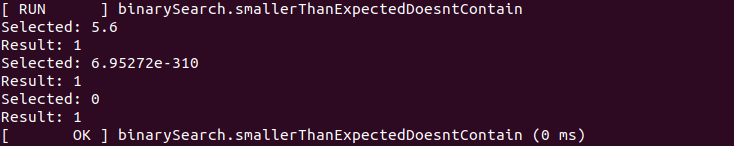 [ RUN      ] binarySearch.smallerThanExpectedDoesntContain
Selected: 5.6
Result: 1
Selected: 6.95272e-310
Result: 1
Selected: 0
Result: 1
[       OK ] binarySearch.smallerThanExpectedDoesntContain (0 ms)